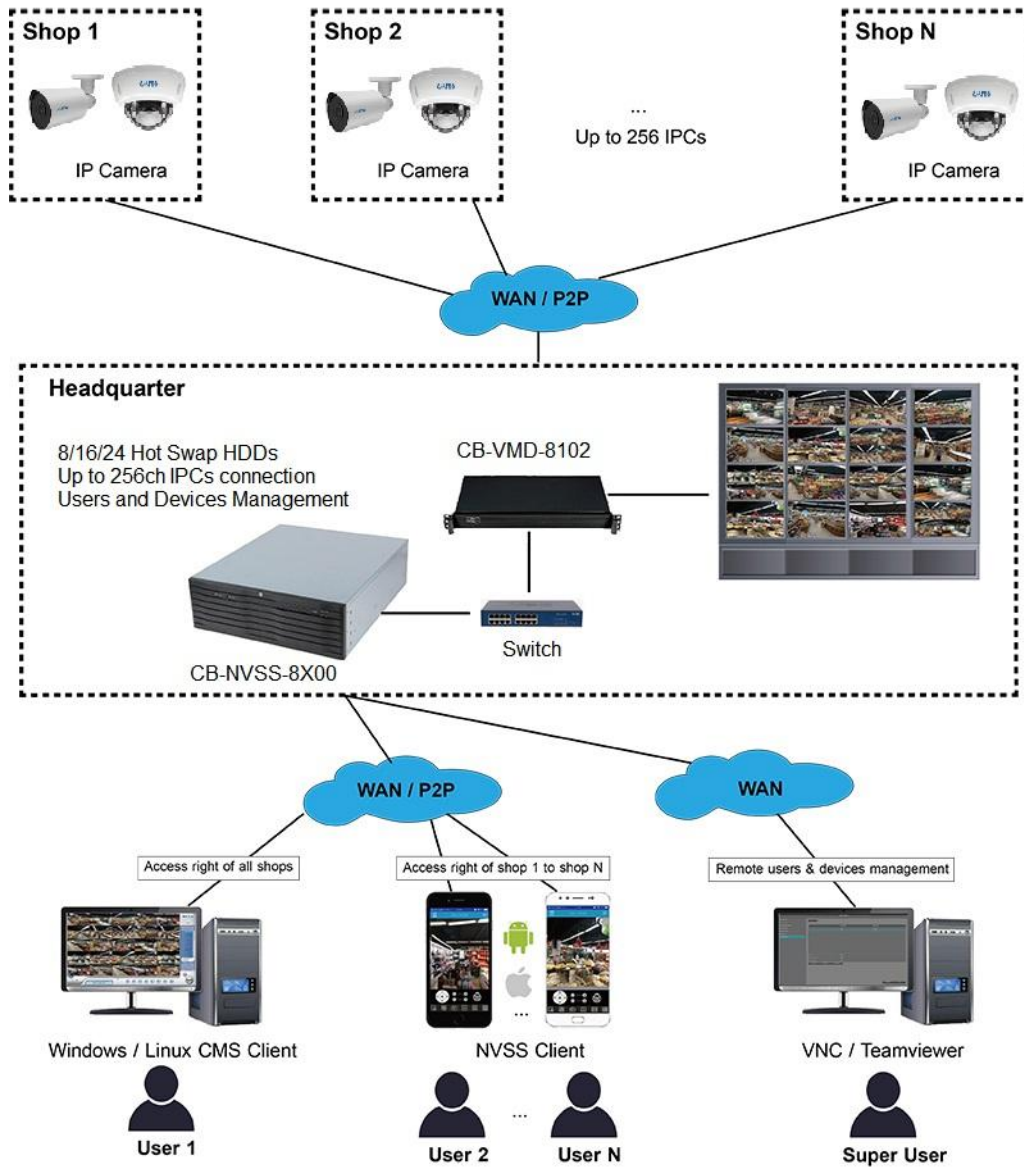 Shop 1
Shop 2
Shop N
...
Up to 256 IPCs
IP Camera
IP Camera
IP Camera
WAN / P2P
Headquarter
8/16/24 Hot Swap HDDs
Up to 256ch IPCs connection
Users and Devices Management
CB-VMD-8102
Switch
CB-NVSS-8X00
WAN / P2P
WAN
Access right of all shops
Access right of shop 1 to shop N
Remote users & devices management
...
Windows / Linux CMS Client
NVSS Client
VNC / Teamviewer
...
User 1
User 2
User N
Super User